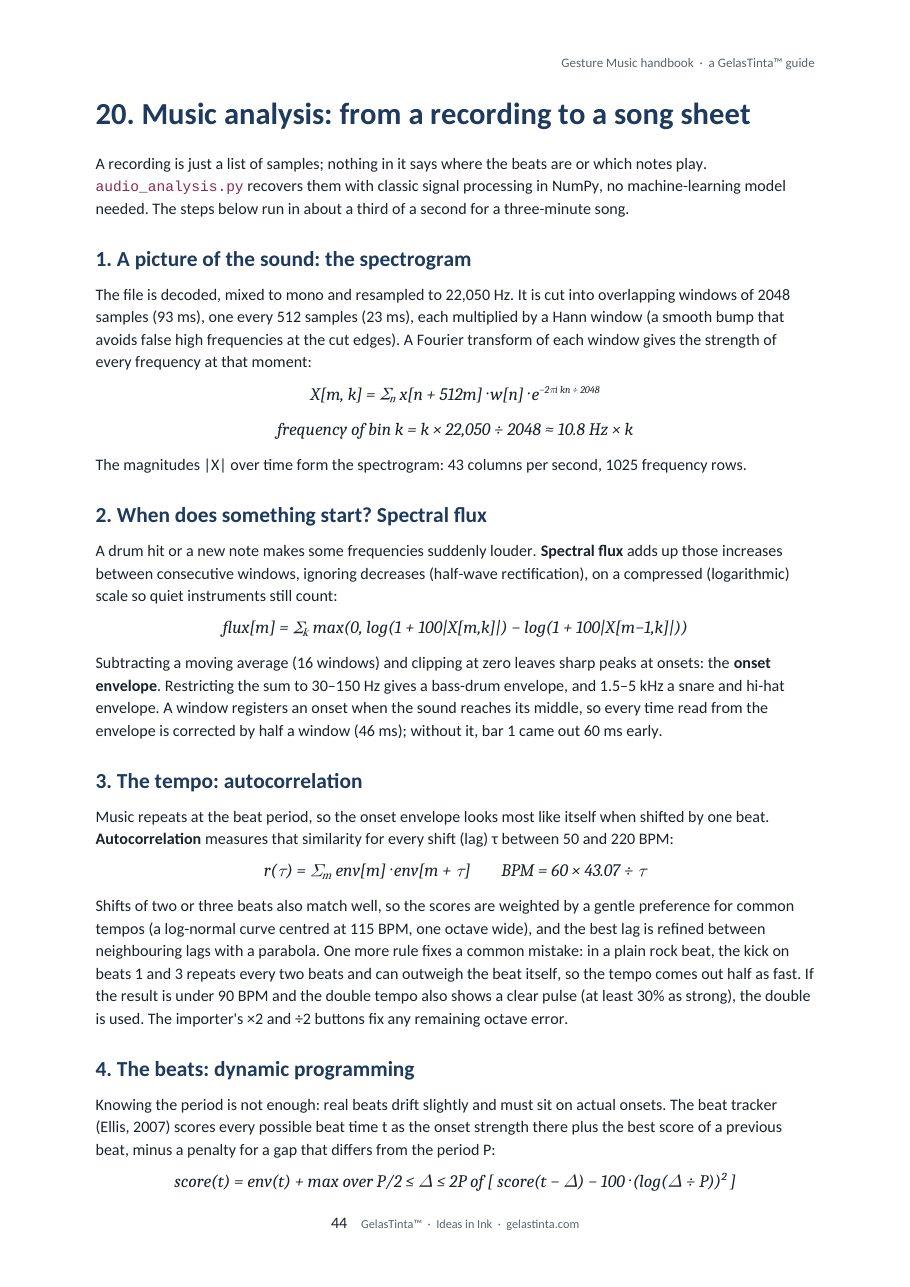 Gesture Music handbook · a GelasTinta™ guide
20. Music analysis: from a recording to a song sheet
A recording is just a list of samples; nothing in it says where the beats are or which notes play.
audio_analysis.py recovers them with classic signal processing in NumPy, no machine-learning model
needed. The steps below run in about a third of a second for a three-minute song.
1. A picture of the sound: the spectrogram
The file is decoded, mixed to mono and resampled to 22,050 Hz. It is cut into overlapping windows of 2048
samples (93 ms), one every 512 samples (23 ms), each multiplied by a Hann window (a smooth bump that
avoids false high frequencies at the cut edges). A Fourier transform of each window gives the strength of
every frequency at that moment:
X[m, k] = Σₙ x[n + 512m] · w[n] · e^−2πi kn ÷ 2048
frequency of bin k = k × 22,050 ÷ 2048 ≈ 10.8 Hz × k
The magnitudes |X| over time form the spectrogram: 43 columns per second, 1025 frequency rows.
2. When does something start? Spectral flux
A drum hit or a new note makes some frequencies suddenly louder. Spectral flux adds up those increases
between consecutive windows, ignoring decreases (half-wave rectification), on a compressed (logarithmic)
scale so quiet instruments still count:
flux[m] = Σₖ max(0, log(1 + 100|X[m,k]|) − log(1 + 100|X[m−1,k]|))
Subtracting a moving average (16 windows) and clipping at zero leaves sharp peaks at onsets: the onset
envelope. Restricting the sum to 30–150 Hz gives a bass-drum envelope, and 1.5–5 kHz a snare and hi-hat
envelope. A window registers an onset when the sound reaches its middle, so every time read from the
envelope is corrected by half a window (46 ms); without it, bar 1 came out 60 ms early.
3. The tempo: autocorrelation
Music repeats at the beat period, so the onset envelope looks most like itself when shifted by one beat.
Autocorrelation measures that similarity for every shift (lag) τ between 50 and 220 BPM:
r(τ) = Σₘ env[m] · env[m + τ] BPM = 60 × 43.07 ÷ τ
Shifts of two or three beats also match well, so the scores are weighted by a gentle preference for common
tempos (a log-normal curve centred at 115 BPM, one octave wide), and the best lag is refined between
neighbouring lags with a parabola. One more rule fixes a common mistake: in a plain rock beat, the kick on
beats 1 and 3 repeats every two beats and can outweigh the beat itself, so the tempo comes out half as fast. If
the result is under 90 BPM and the double tempo also shows a clear pulse (at least 30% as strong), the double
is used. The importer's ×2 and ÷2 buttons fix any remaining octave error.
4. The beats: dynamic programming
Knowing the period is not enough: real beats drift slightly and must sit on actual onsets. The beat tracker
(Ellis, 2007) scores every possible beat time t as the onset strength there plus the best score of a previous
beat, minus a penalty for a gap that differs from the period P:
score(t) = env(t) + max over P/2 ≤ Δ ≤ 2P of [ score(t − Δ) − 100 · (log(Δ ÷ P))² ]
44 GelasTinta™ · Ideas in Ink · gelastinta.com